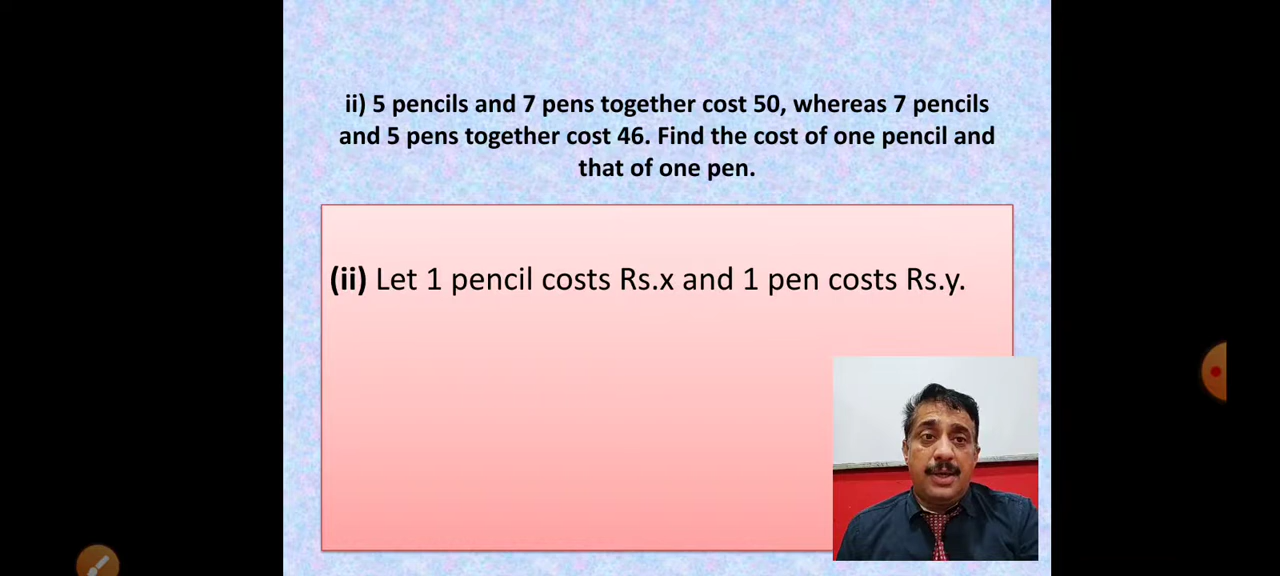 ii) 5 pencils and 7 pens together cost 50, whereas 7 pencils
and 5 pens together cost 46. Find the cost of one pencil and
that of one pen.
(ii) Let 1 pencil costs Rs.x and 1 pen costs Rs.y.